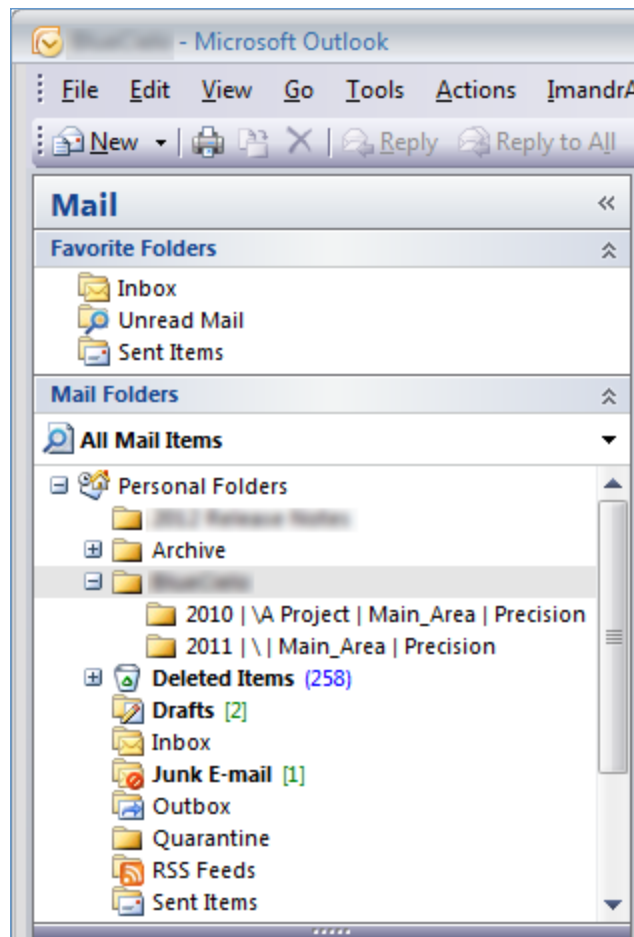 - Microsoft Outlook
File Edit View Go Tools Actions ImandrA
New Reply Reply to All
Mail
Favorite Folders
Inbox
Unread Mail
Sent Items
Mail Folders
All Mail Items
Personal Folders
Archive
2010 | \A Project | Main_Area | Precision
2011 | \ | Main_Area | Precision
Deleted Items (258)
Drafts [2]
Inbox
Junk E-mail [1]
Outbox
Quarantine
RSS Feeds
Sent Items